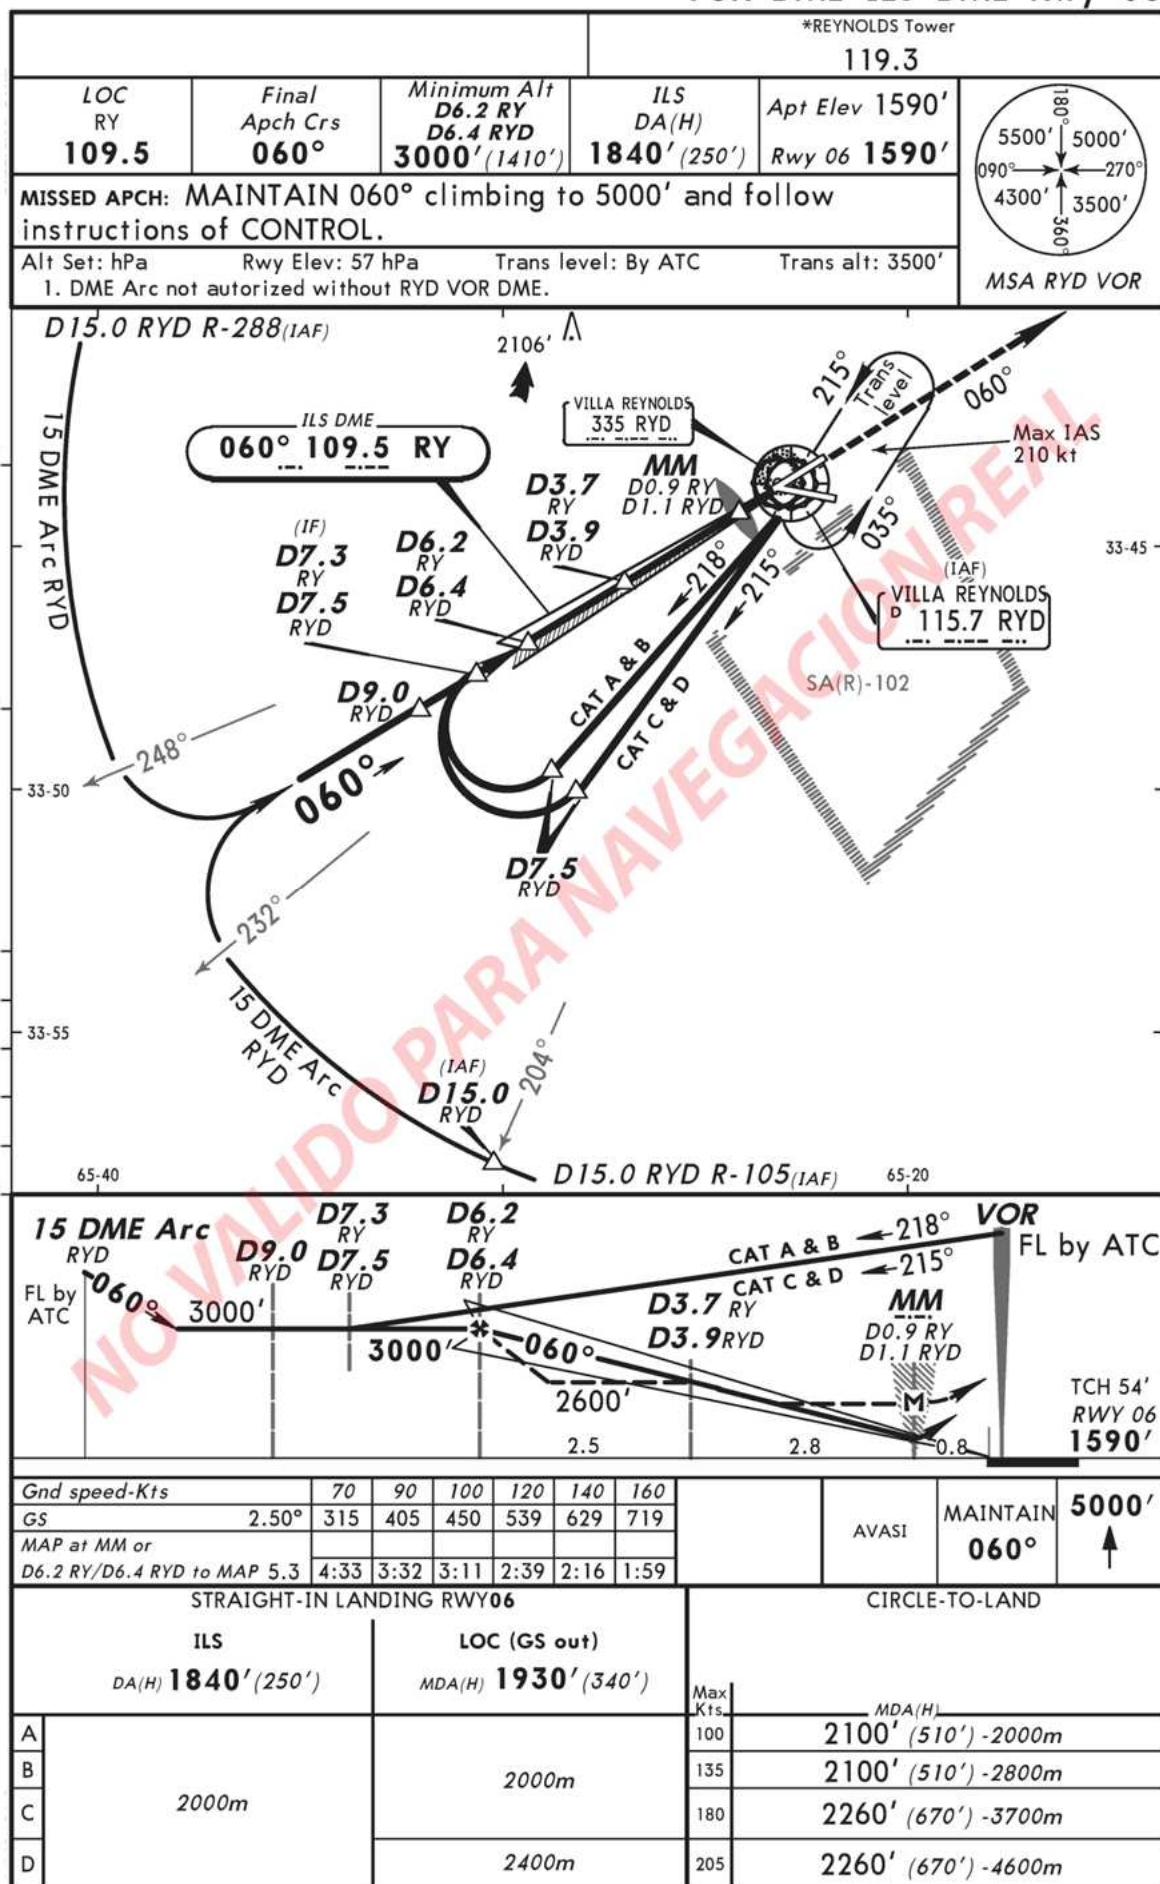 *REYNOLDS Tower
119.3
LOC
RY
109.5
Final
Apch Crs
060°
Minimum Alt
D6.2 RY
D6.4 RYD
3000' (1410')
ILS
DA(H)
1840' (250')
Apt Elev 1590'
Rwy 06 1590'
180°
5500' 5000'
090° 270°
4300' 3500'
360°
MSA RYD VOR
MISSED APCH: MAINTAIN 060° climbing to 5000' and follow
instructions of CONTROL.
Alt Set: hPa Rwy Elev: 57 hPa Trans level: By ATC Trans alt: 3500'
1. DME Arc not autorized without RYD VOR DME.
D15.0 RYD R-288(IAF)
2106'
15 DME Arc RYD
ILS DME
060° 109.5 RY
VILLA REYNOLDS
335 RYD
215°
Trans
level
060°
Max IAS
210 kt
035°
MM
D0.9 RY
D1.1 RYD
D3.7
RY
D3.9
RYD
(IF)
D7.3
RY
D7.5
RYD
D6.2
RY
D6.4
RYD
33-45
(IAF)
VILLA REYNOLDS
D 115.7 RYD
218°
215°
CAT A & B
CAT C & D
SA(R)-102
D9.0
RYD
248°
060°
33-50
D7.5
RYD
232°
15 DME Arc
RYD
33-55
(IAF)
D15.0
RYD
204°
65-40
D15.0 RYD R-105(IAF)
65-20
NO VALIDO PARA NAVEGACION REAL
15 DME Arc
RYD
FL by
ATC
060°
3000'
D9.0
RYD
D7.3
RY
D7.5
RYD
D6.2
RY
D6.4
RYD
CAT A & B 218°
CAT C & D 215°
VOR
FL by ATC
3000'
060°
2600'
D3.7 RY
D3.9 RYD
MM
D0.9 RY
D1.1 RYD
M
TCH 54'
RWY 06
1590'
2.5 2.8 0.8
Gnd speed-Kts 70 90 100 120 140 160
GS 2.50° 315 405 450 539 629 719
MAP at MM or
D6.2 RY/D6.4 RYD to MAP 5.3 4:33 3:32 3:11 2:39 2:16 1:59
AVASI
MAINTAIN
060°
5000'
STRAIGHT-IN LANDING RWY06
CIRCLE-TO-LAND
ILS
DA(H) 1840' (250')
LOC (GS out)
MDA(H) 1930' (340')
Max
Kts
MDA(H)
A
B
C
D
2000m
2000m
2400m
100 2100' (510') -2000m
135 2100' (510') -2800m
180 2260' (670') -3700m
205 2260' (670') -4600m